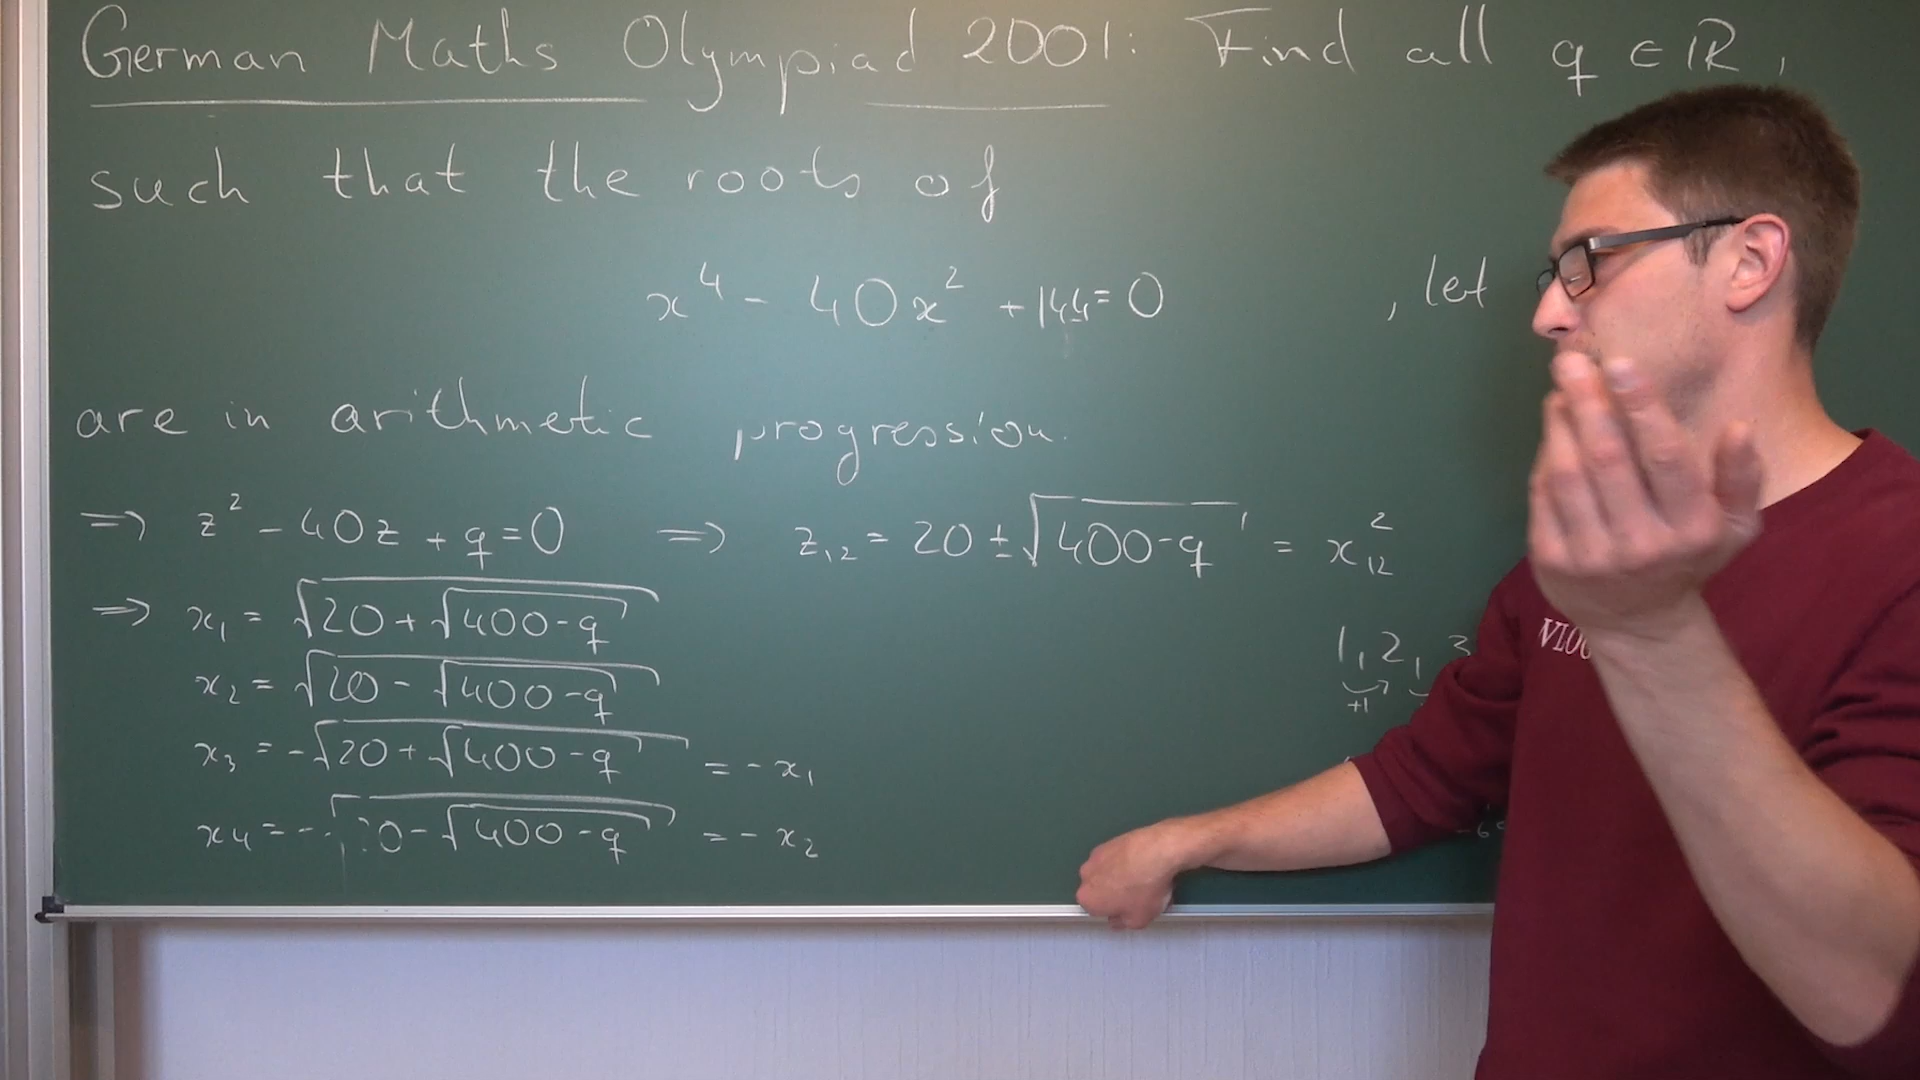 German Maths Olympiad 2001: Find all q ∈ ℝ,
such that the roots of
x⁴ - 40x² + 144 = 0 , let
are in arithmetic progression.
⇒ z² - 40z + q = 0 ⇒ z₁,₂ = 20 ± √(400-q) = x₁₂²
⇒ x₁ = √(20 + √(400-q))
x₂ = √(20 - √(400-q))
x₃ = -√(20 + √(400-q)) = -x₁
x₄ = -√(20 - √(400-q)) = -x₂
1, 2, 3
+1